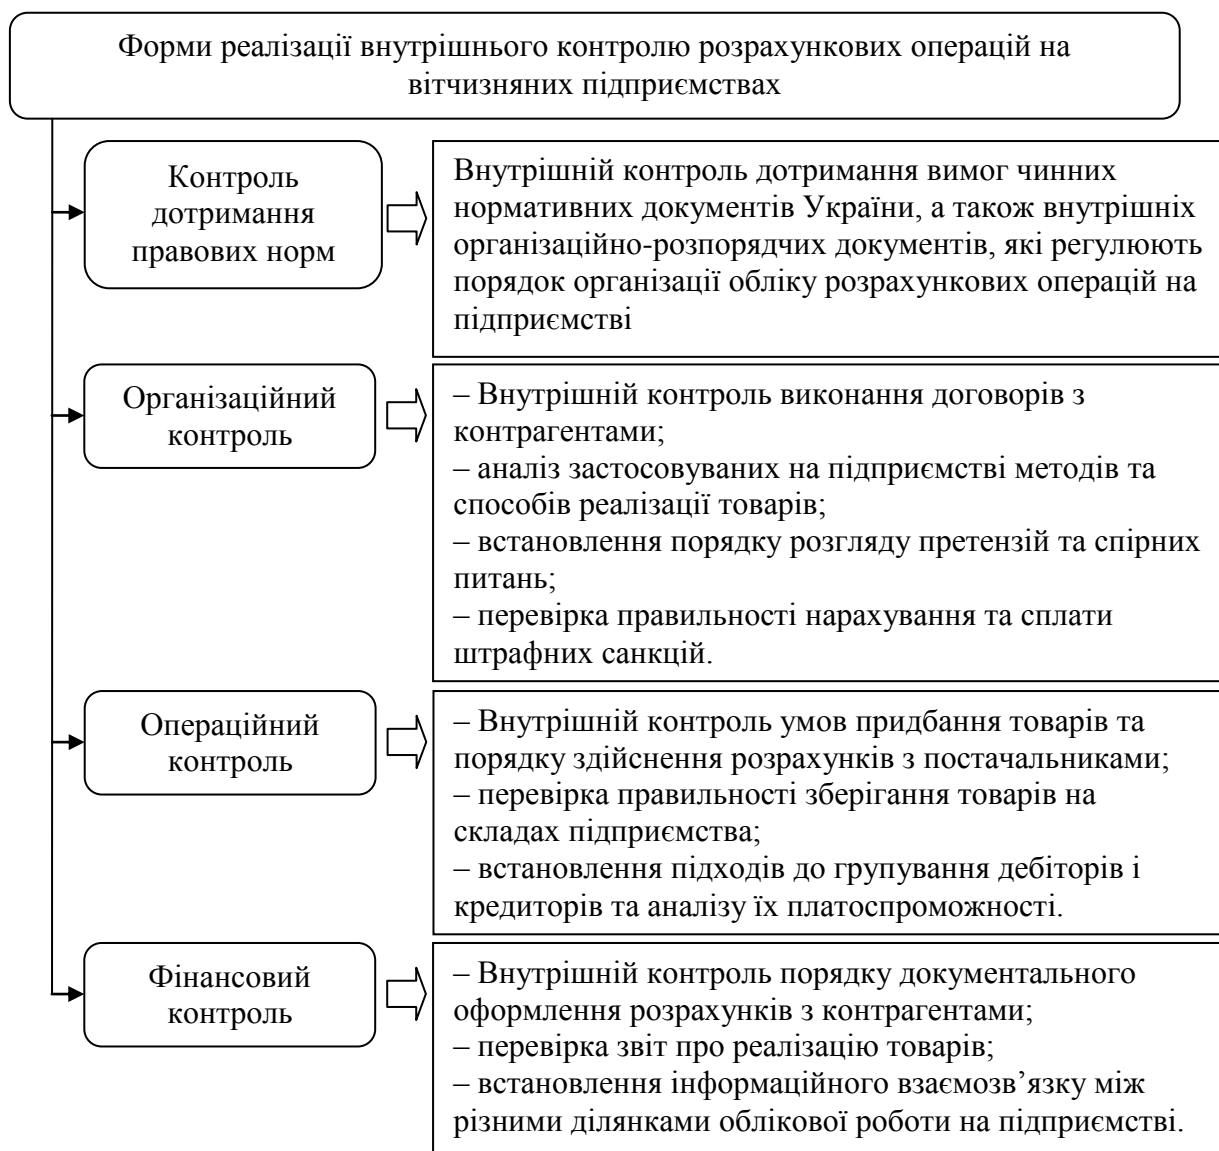 Форми реалізації внутрішнього контролю розрахункових операцій на
вітчизняних підприємствах
Контроль
дотримання
правових норм
Внутрішній контроль дотримання вимог чинних
нормативних документів України, а також внутрішніх
організаційно-розпорядчих документів, які регулюють
порядок організації обліку розрахункових операцій на
підприємстві
Організаційний
контроль
– Внутрішній контроль виконання договорів з
контрагентами;
– аналіз застосовуваних на підприємстві методів та
способів реалізації товарів;
– встановлення порядку розгляду претензій та спірних
питань;
– перевірка правильності нарахування та сплати
штрафних санкцій.
Операційний
контроль
– Внутрішній контроль умов придбання товарів та
порядку здійснення розрахунків з постачальниками;
– перевірка правильності зберігання товарів на
складах підприємства;
– встановлення підходів до групування дебіторів і
кредиторів та аналізу їх платоспроможності.
Фінансовий
контроль
– Внутрішній контроль порядку документального
оформлення розрахунків з контрагентами;
– перевірка звіт про реалізацію товарів;
– встановлення інформаційного взаємозв’язку між
різними ділянками облікової роботи на підприємстві.